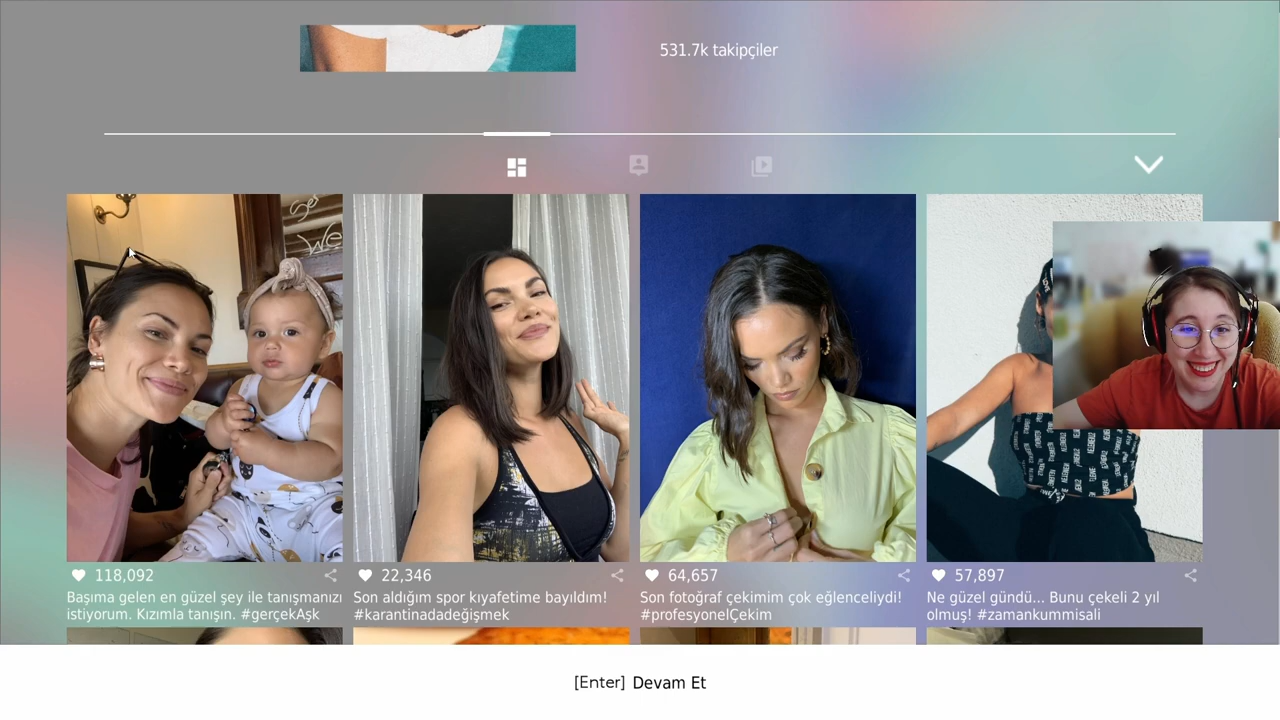 531.7k takipçiler
We
118,092
22,346
64,657
57,897
Başıma gelen en güzel şey ile tanışmanızı
istiyorum. Kızımla tanışın. #gerçekAşk
Son aldığım spor kıyafetime bayıldım!
#karantinadadeğişmek
Son fotoğraf çekimim çok eğlenceliydi!
#profesyonelÇekim
Ne güzel gündü... Bunu çekeli 2 yıl
olmuş! #zamankummisali
[Enter] Devam Et